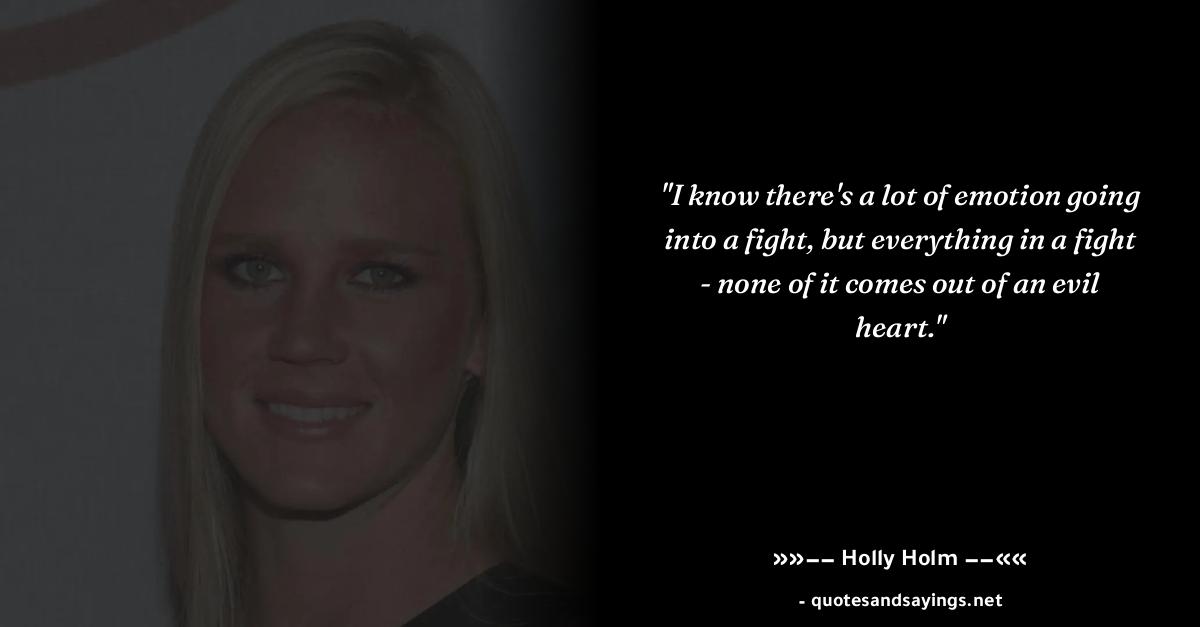 "I know there's a lot of emotion going
into a fight, but everything in a fight
- none of it comes out of an evil
heart."
»»–– Holly Holm ––««
- quotesandsayings.net